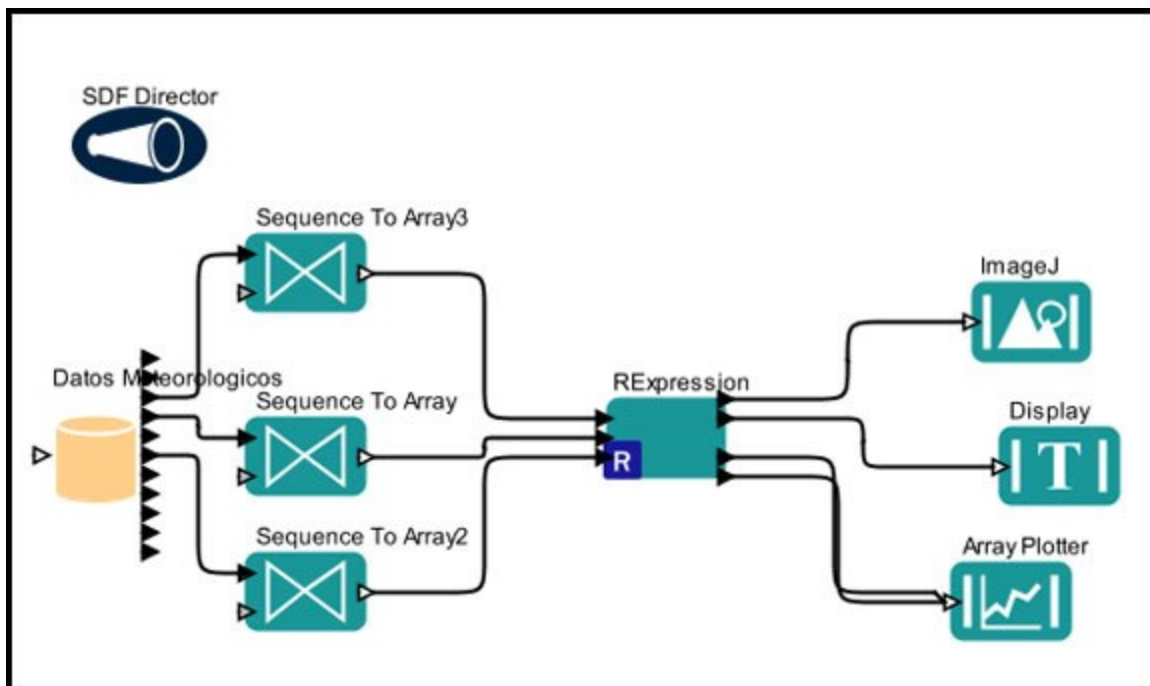 SDF Director
Sequence To Array3
ImageJ
Datos Meteorologicos
RExpression
Sequence To Array
Display
R
T
Sequence To Array2
Array Plotter